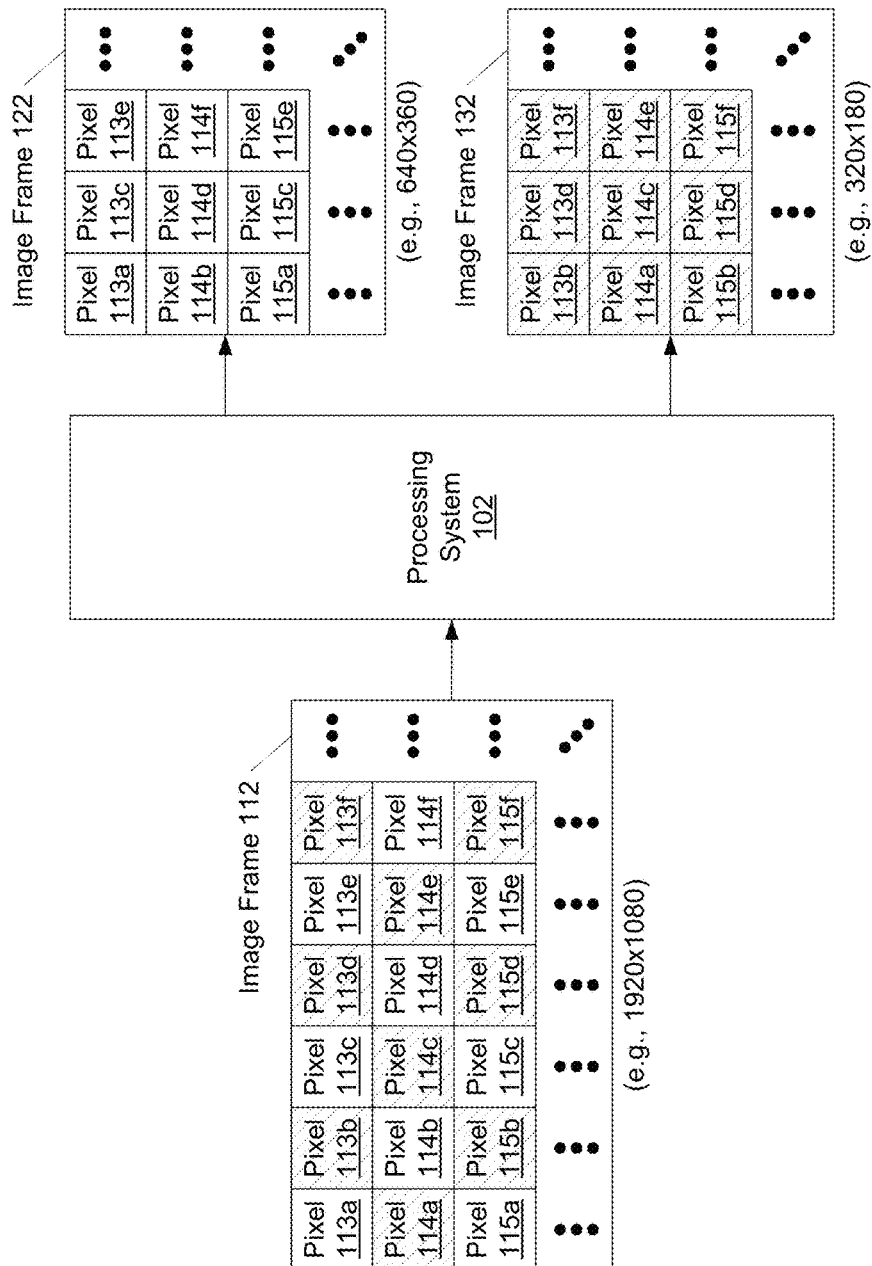 Image Frame 112
Pixel 113a Pixel 113b Pixel 113c Pixel 113d Pixel 113e Pixel 113f
Pixel 114a Pixel 114b Pixel 114c Pixel 114d Pixel 114e Pixel 114f
Pixel 115a Pixel 115b Pixel 115c Pixel 115d Pixel 115e Pixel 115f
(e.g., 1920x1080)
Processing
System
102
Image Frame 122
Pixel 113a Pixel 113c Pixel 113e
Pixel 114b Pixel 114d Pixel 114f
Pixel 115a Pixel 115c Pixel 115e
(e.g., 640x360)
Image Frame 132
Pixel 113b Pixel 113d Pixel 113f
Pixel 114a Pixel 114c Pixel 114e
Pixel 115b Pixel 115d Pixel 115f
(e.g., 320x180)